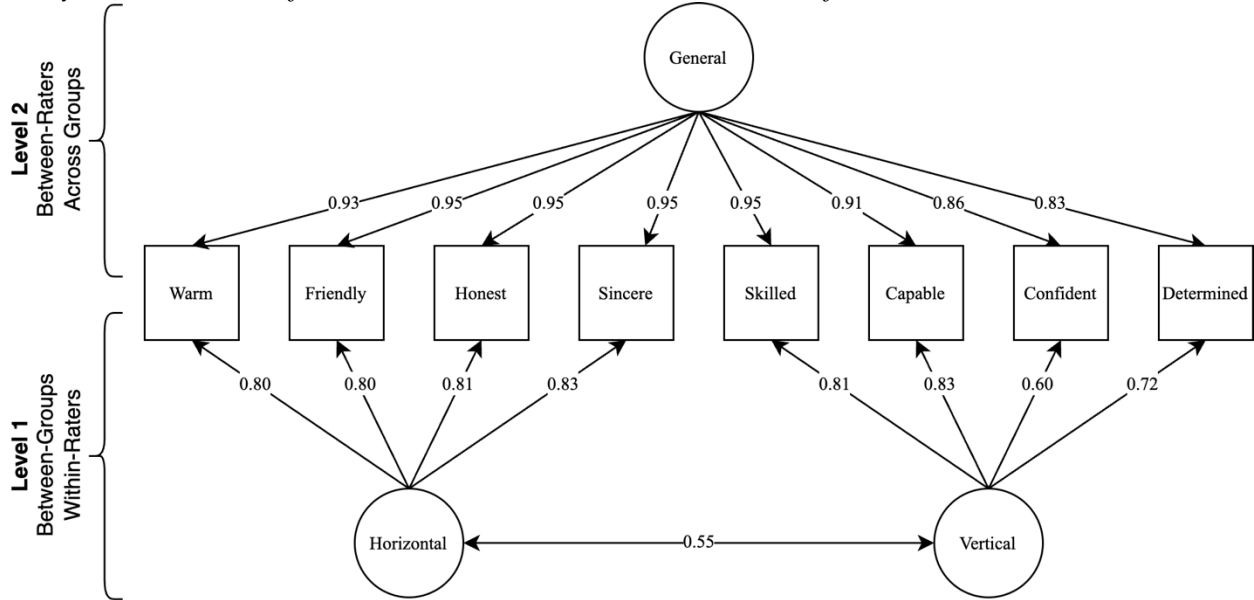 General
Level 2
Between-Raters
Across Groups
0.93 0.95 0.95 0.95 0.95 0.91 0.86 0.83
Warm Friendly Honest Sincere Skilled Capable Confident Determined
Level 1
Between-Groups
Within-Raters
0.80 0.80 0.81 0.83 0.81 0.83 0.60 0.72
Horizontal 0.55 Vertical